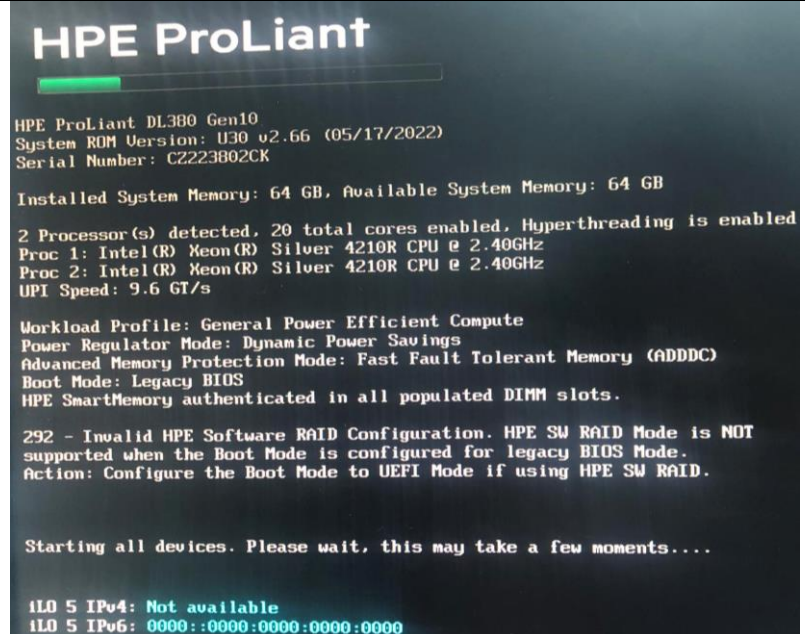 HPE ProLiant
HPE ProLiant DL380 Gen10
System ROM Version: U30 v2.66 (05/17/2022)
Serial Number: CZ223802CK
Installed System Memory: 64 GB, Available System Memory: 64 GB
2 Processor(s) detected, 20 total cores enabled, Hyperthreading is enabled
Proc 1: Intel(R) Xeon(R) Silver 4210R CPU @ 2.40GHz
Proc 2: Intel(R) Xeon(R) Silver 4210R CPU @ 2.40GHz
UPI Speed: 9.6 GT/s
Workload Profile: General Power Efficient Compute
Power Regulator Mode: Dynamic Power Savings
Advanced Memory Protection Mode: Fast Fault Tolerant Memory (ADDDC)
Boot Mode: Legacy BIOS
HPE SmartMemory authenticated in all populated DIMM slots.
292 - Invalid HPE Software RAID Configuration. HPE SW RAID Mode is NOT
supported when the Boot Mode is configured for legacy BIOS Mode.
Action: Configure the Boot Mode to UEFI Mode if using HPE SW RAID.
Starting all devices. Please wait, this may take a few moments....
iLO 5 IPv4: Not available
iLO 5 IPv6: 0000::0000:0000:0000:0000